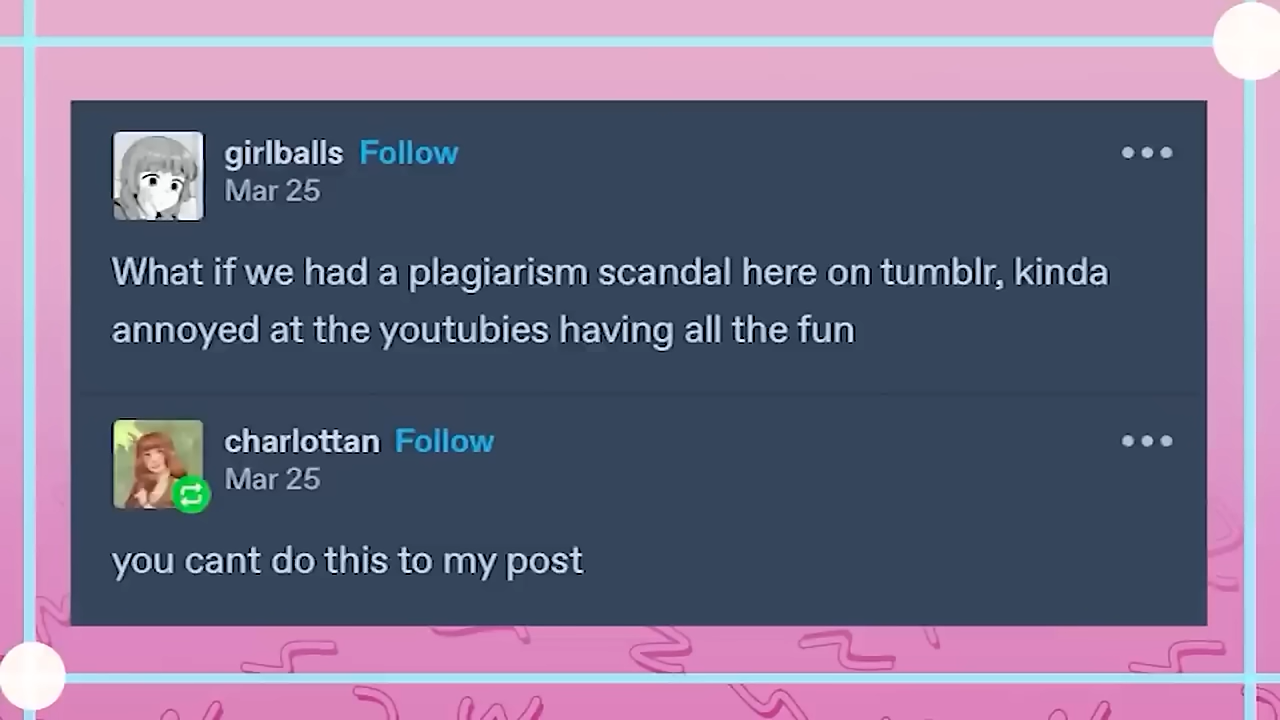 girlballs Follow
Mar 25
What if we had a plagiarism scandal here on tumblr, kinda
annoyed at the youtubies having all the fun
charlottan Follow
Mar 25
you cant do this to my post